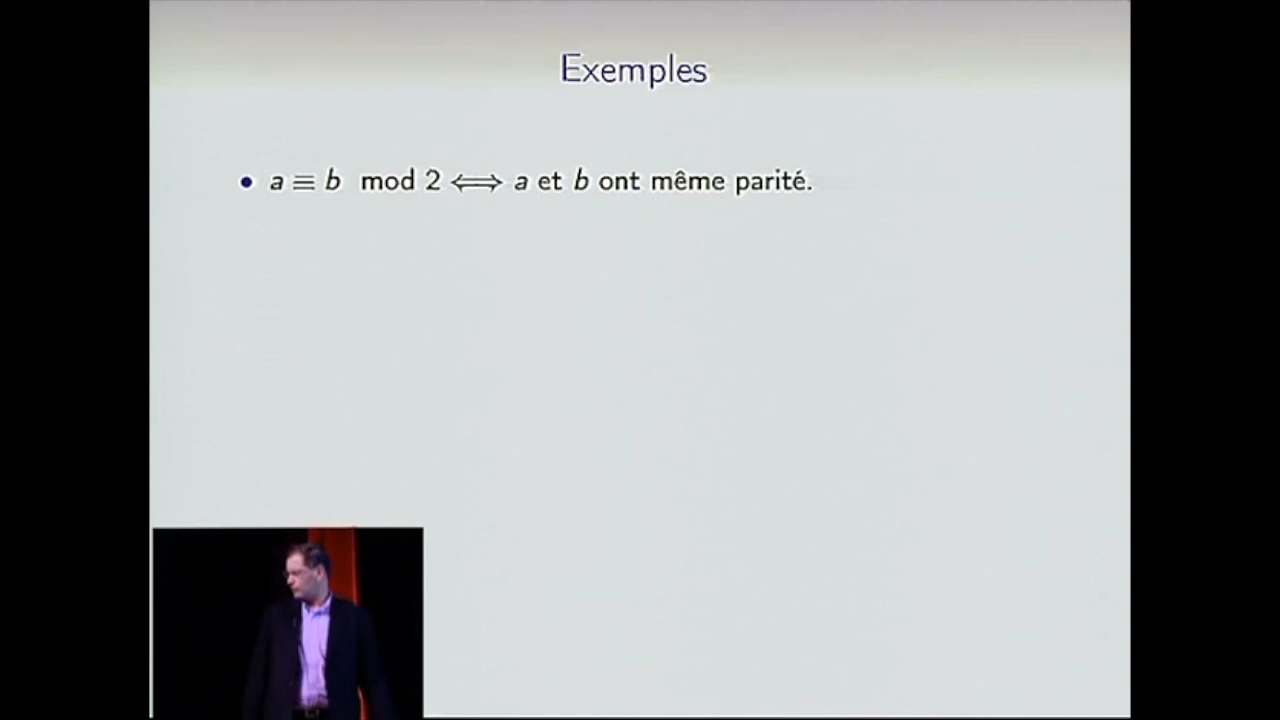 Exemples
• a ≡ b mod 2 ⟺ a et b ont même parité.